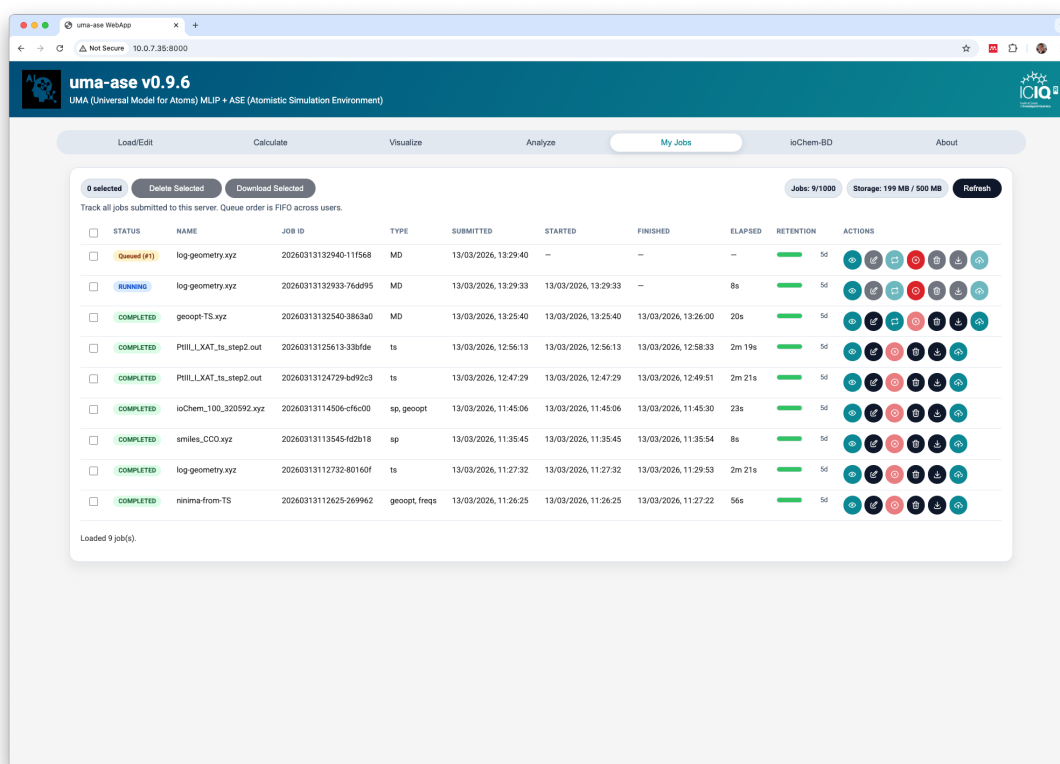 uma-ase WebApp
Not Secure 10.0.7.35:8000
AI
uma-ase v0.9.6
UMA (Universal Model for Atoms) MLIP + ASE (Atomistic Simulation Environment)
ICIQ
Load/Edit Calculate Visualize Analyze My Jobs ioChem-BD About
0 selected Delete Selected Download Selected Jobs: 9/1000 Storage: 199 MB / 500 MB Refresh
Track all jobs submitted to this server. Queue order is FIFO across users.
STATUS NAME JOB ID TYPE SUBMITTED STARTED FINISHED ELAPSED RETENTION ACTIONS
Queued (#1) log-geometry.xyz 20260313132940-11f568 MD 13/03/2026, 13:29:40 — — — 5d
RUNNING log-geometry.xyz 20260313132933-76dd95 MD 13/03/2026, 13:29:33 13/03/2026, 13:29:33 — 8s 5d
COMPLETED geoopt-TS.xyz 20260313132540-3863a0 MD 13/03/2026, 13:25:40 13/03/2026, 13:25:40 13/03/2026, 13:26:00 20s 5d
COMPLETED PtIII_I_XAT_ts_step2.out 20260313125613-33bfde ts 13/03/2026, 12:56:13 13/03/2026, 12:56:13 13/03/2026, 12:58:33 2m 19s 5d
COMPLETED PtIII_I_XAT_ts_step2.out 20260313124729-bd92c3 ts 13/03/2026, 12:47:29 13/03/2026, 12:47:29 13/03/2026, 12:49:51 2m 21s 5d
COMPLETED ioChem_100_320592.xyz 20260313114506-cf6c00 sp, geoopt 13/03/2026, 11:45:06 13/03/2026, 11:45:06 13/03/2026, 11:45:30 23s 5d
COMPLETED smiles_CCO.xyz 20260313113545-fd2b18 sp 13/03/2026, 11:35:45 13/03/2026, 11:35:45 13/03/2026, 11:35:54 8s 5d
COMPLETED log-geometry.xyz 20260313112732-80160f ts 13/03/2026, 11:27:32 13/03/2026, 11:27:32 13/03/2026, 11:29:53 2m 21s 5d
COMPLETED ninima-from-TS 20260313112625-269962 geoopt, freqs 13/03/2026, 11:26:25 13/03/2026, 11:26:25 13/03/2026, 11:27:22 56s 5d
Loaded 9 job(s).